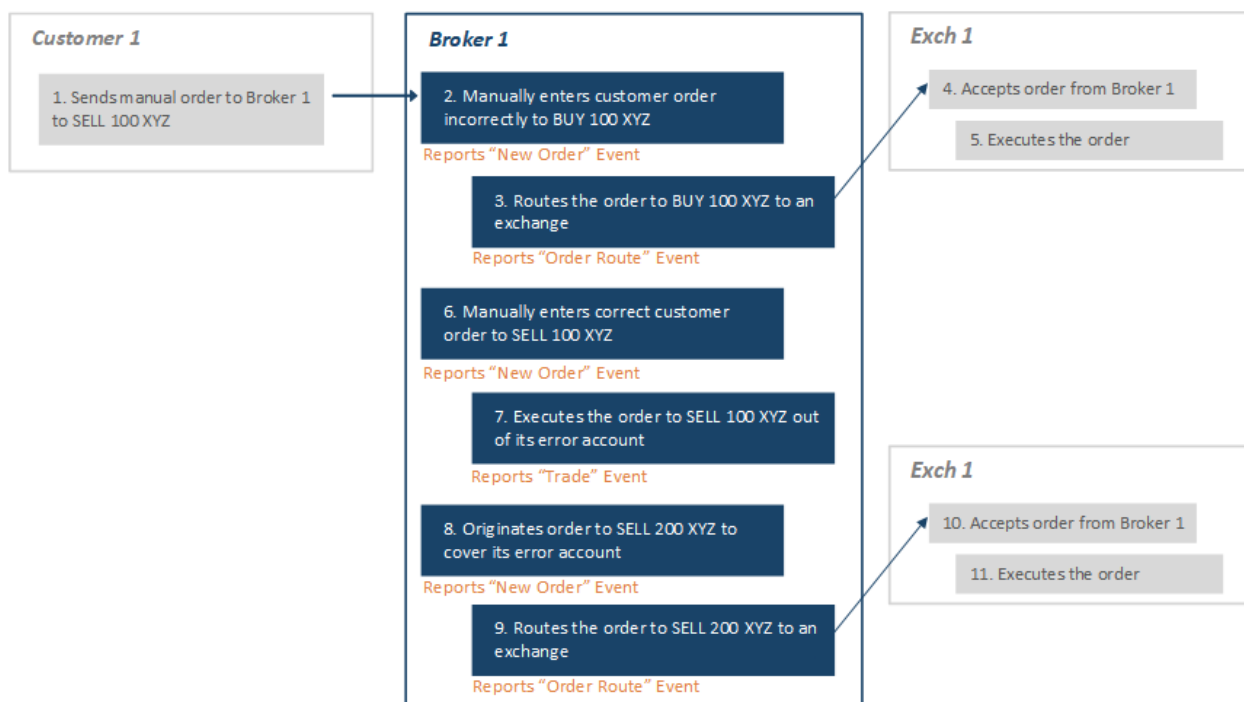 Customer 1
1. Sends manual order to Broker 1
to SELL 100 XYZ
Broker 1
2. Manually enters customer order
incorrectly to BUY 100 XYZ
Reports “New Order” Event
3. Routes the order to BUY 100 XYZ to an
exchange
Reports “Order Route” Event
Exch 1
4. Accepts order from Broker 1
5. Executes the order
6. Manually enters correct customer
order to SELL 100 XYZ
Reports “New Order” Event
7. Executes the order to SELL 100 XYZ out
of its error account
Reports “Trade” Event
8. Originates order to SELL 200 XYZ to
cover its error account
Reports “New Order” Event
9. Routes the order to SELL 200 XYZ to an
exchange
Reports “Order Route” Event
Exch 1
10. Accepts order from Broker 1
11. Executes the order